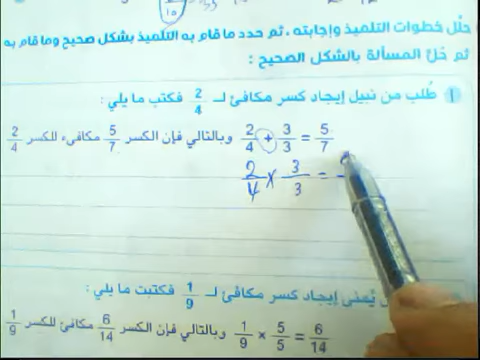 حلّل خطوات التلميذ وإجابته، ثم حدد ما قام به التلميذ بشكل صحيح وما قام به
ثم حُلّ المسألة بالشكل الصحيح :
أ طُلب من نبيل إيجاد كسر مكافئ لـ 2/4 فكتب ما يلي :
2/4 + 3/3 = 5/7 وبالتالي فإن الكسر 5/7 مكافىء للكسر 2/4
2/4 × 3/3 =
يُمنى إيجاد كسر مكافئ لـ 1/9 فكتبت ما يلي :
1/9 × 5/5 = 6/14 وبالتالي فإن الكسر 6/14 مكافئ للكسر 1/9